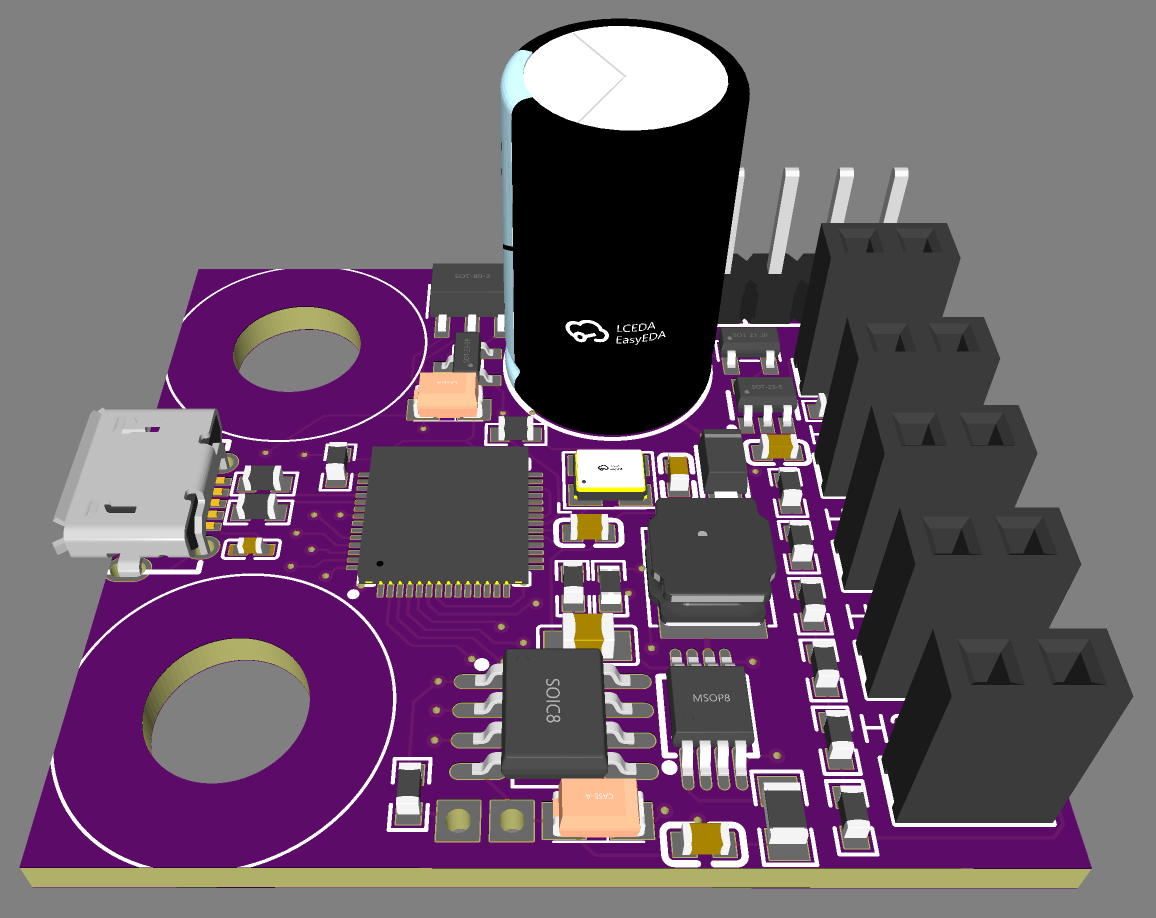 SOT-89-3
LCEDA
EasyEDA
SOT-23-5
SOIC8
MSOP8
CASE-A